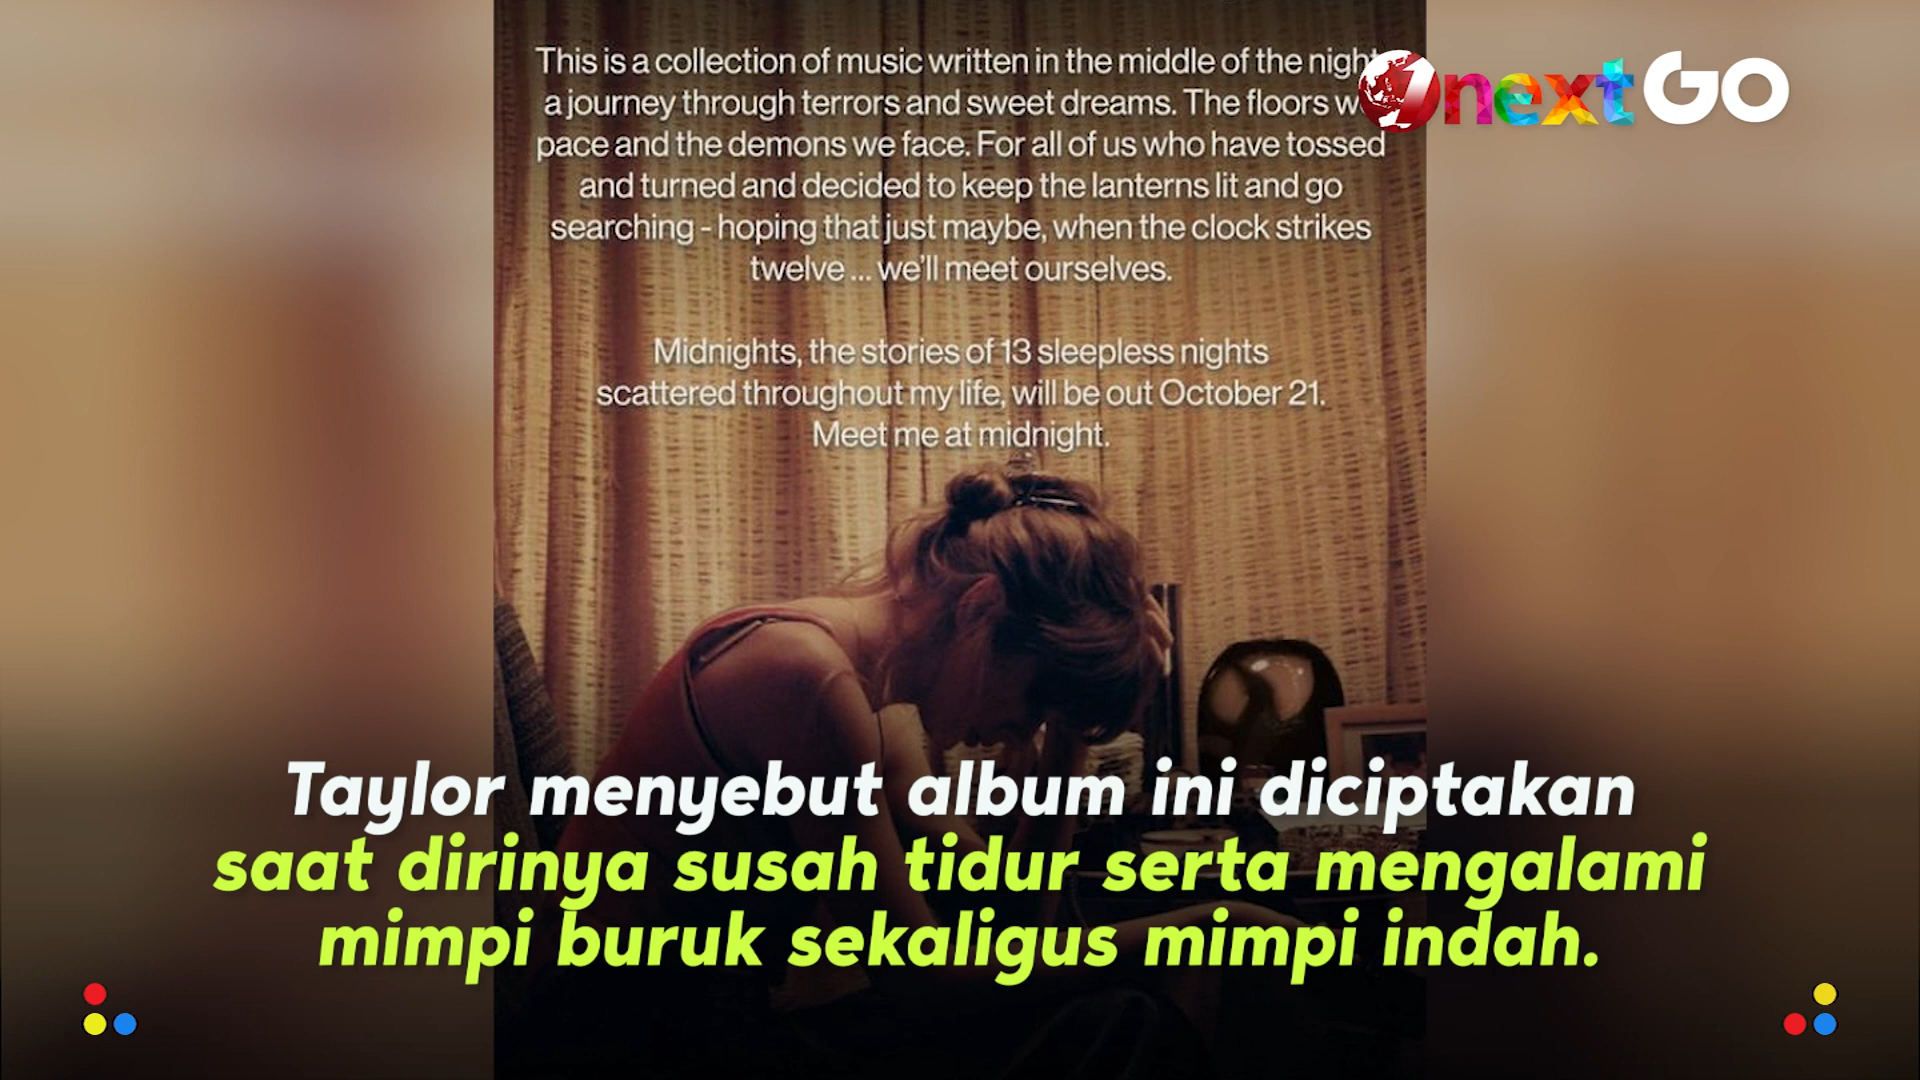 This is a collection of music written in the middle of the night
a journey through terrors and sweet dreams. The floors we
pace and the demons we face. For all of us who have tossed
and turned and decided to keep the lanterns lit and go
searching - hoping that just maybe, when the clock strikes
twelve ... we'll meet ourselves.
Midnights, the stories of 13 sleepless nights
scattered throughout my life, will be out October 21.
Meet me at midnight.
1nextGO
Taylor menyebut album ini diciptakan
saat dirinya susah tidur serta mengalami
mimpi buruk sekaligus mimpi indah.